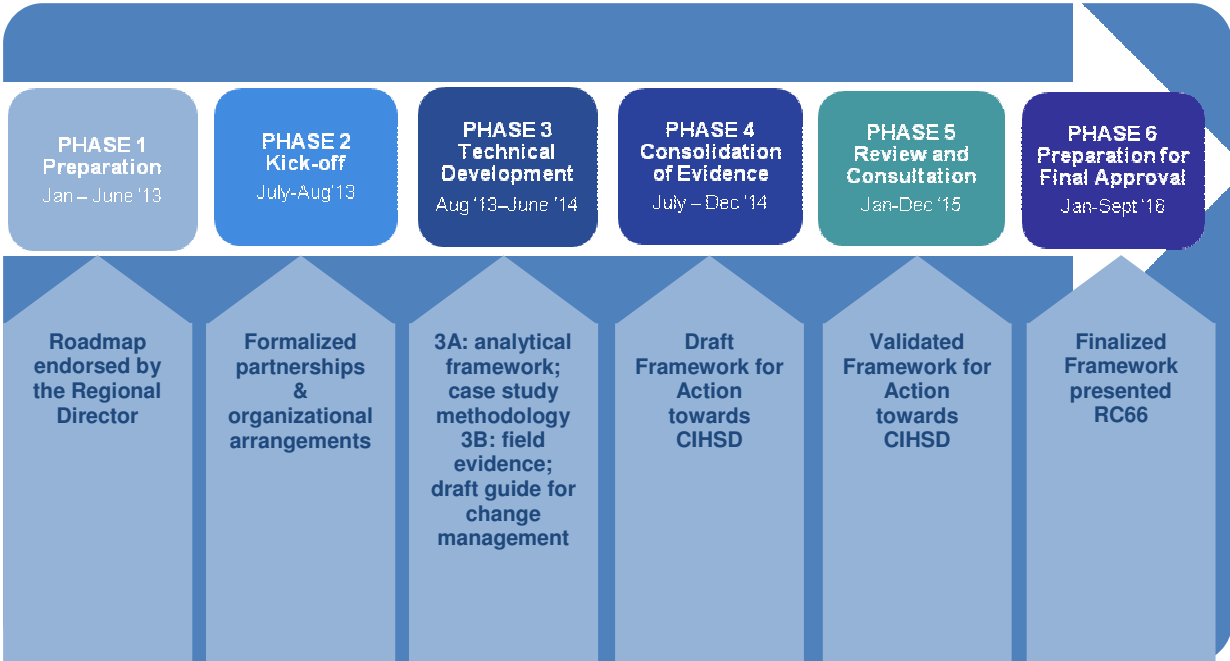 PHASE 1
Preparation
Jan – June '13
PHASE 2
Kick-off
July-Aug'13
PHASE 3
Technical
Development
Aug '13–June '14
PHASE 4
Consolidation
of Evidence
July – Dec '14
PHASE 5
Review and
Consultation
Jan-Dec '15
PHASE 6
Preparation for
Final Approval
Jan-Sept '16
Roadmap
endorsed by
the Regional
Director
Formalized
partnerships
&
organizational
arrangements
3A: analytical
framework;
case study
methodology
3B: field
evidence;
draft guide for
change
management
Draft
Framework for
Action
towards
CIHSD
Validated
Framework for
Action
towards
CIHSD
Finalized
Framework
presented
RC66